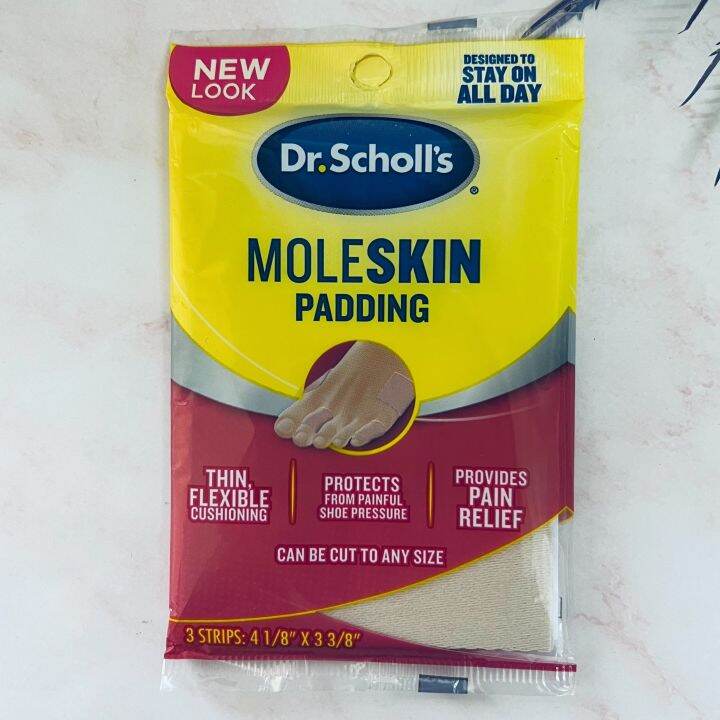 NEW
LOOK
DESIGNED TO
STAY ON
ALL DAY
Dr.Scholl's
®
MOLESKIN
PADDING
THIN,
FLEXIBLE
CUSHIONING
PROTECTS
FROM PAINFUL
SHOE PRESSURE
PROVIDES
PAIN
RELIEF
CAN BE CUT TO ANY SIZE
3 STRIPS: 4 1/8" X 3 3/8"